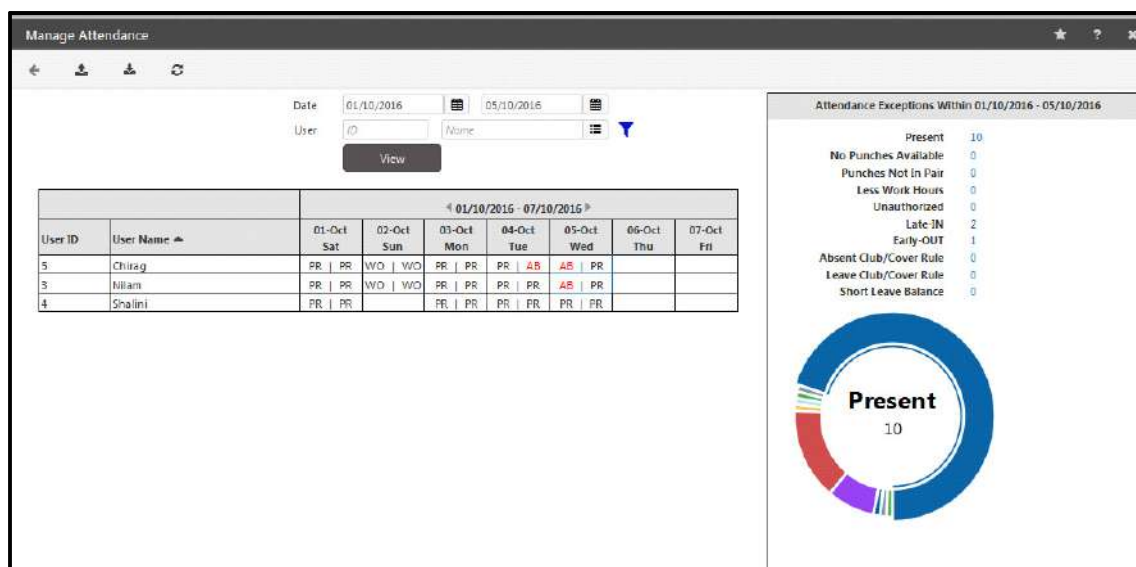 Manage Attendance
Date 01/10/2016 05/10/2016
User ID Name
View
01/10/2016 - 07/10/2016
User ID User Name 01-Oct Sat 02-Oct Sun 03-Oct Mon 04-Oct Tue 05-Oct Wed 06-Oct Thu 07-Oct Fri
5 Chirag PR | PR WO | WO PR | PR PR | AB AB | PR
3 Nilam PR | PR WO | WO PR | PR PR | PR AB | PR
4 Shalini PR | PR PR | PR PR | PR PR | PR
Attendance Exceptions Within 01/10/2016 - 05/10/2016
Present 10
No Punches Available 0
Punches Not In Pair 0
Less Work Hours 0
Unauthorized 0
Late-IN 2
Early-OUT 1
Absent Club/Cover Rule 0
Leave Club/Cover Rule 0
Short Leave Balance 0
Present
10